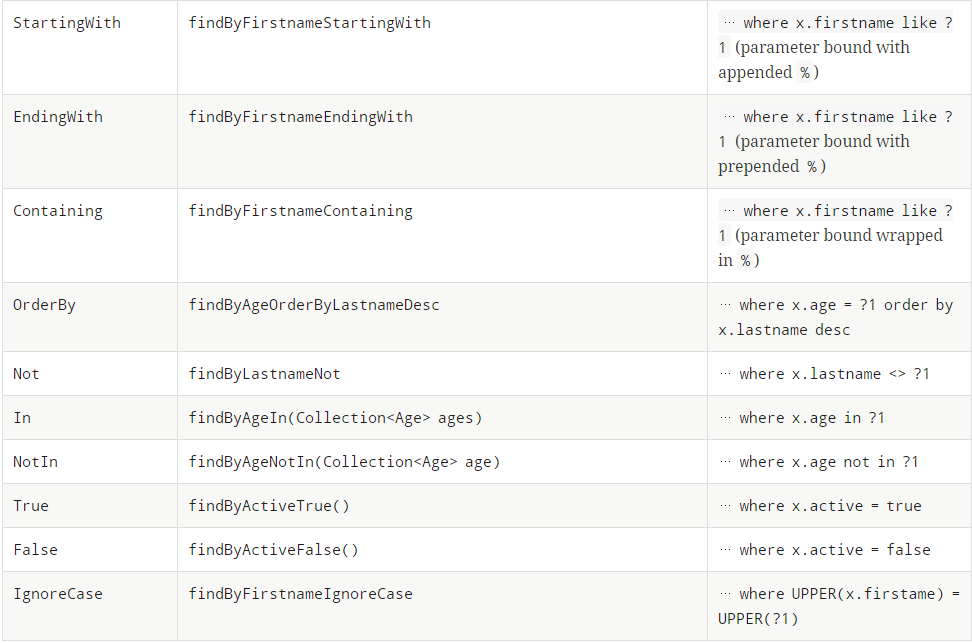 StartingWith findByFirstnameStartingWith … where x.firstname like ?
1 (parameter bound with
appended %)
EndingWith findByFirstnameEndingWith … where x.firstname like ?
1 (parameter bound with
prepended %)
Containing findByFirstnameContaining … where x.firstname like ?
1 (parameter bound wrapped
in %)
OrderBy findByAgeOrderByLastnameDesc … where x.age = ?1 order by
x.lastname desc
Not findByLastnameNot … where x.lastname <> ?1
In findByAgeIn(Collection<Age> ages) … where x.age in ?1
NotIn findByAgeNotIn(Collection<Age> age) … where x.age not in ?1
True findByActiveTrue() … where x.active = true
False findByActiveFalse() … where x.active = false
IgnoreCase findByFirstnameIgnoreCase … where UPPER(x.firstame) =
UPPER(?1)